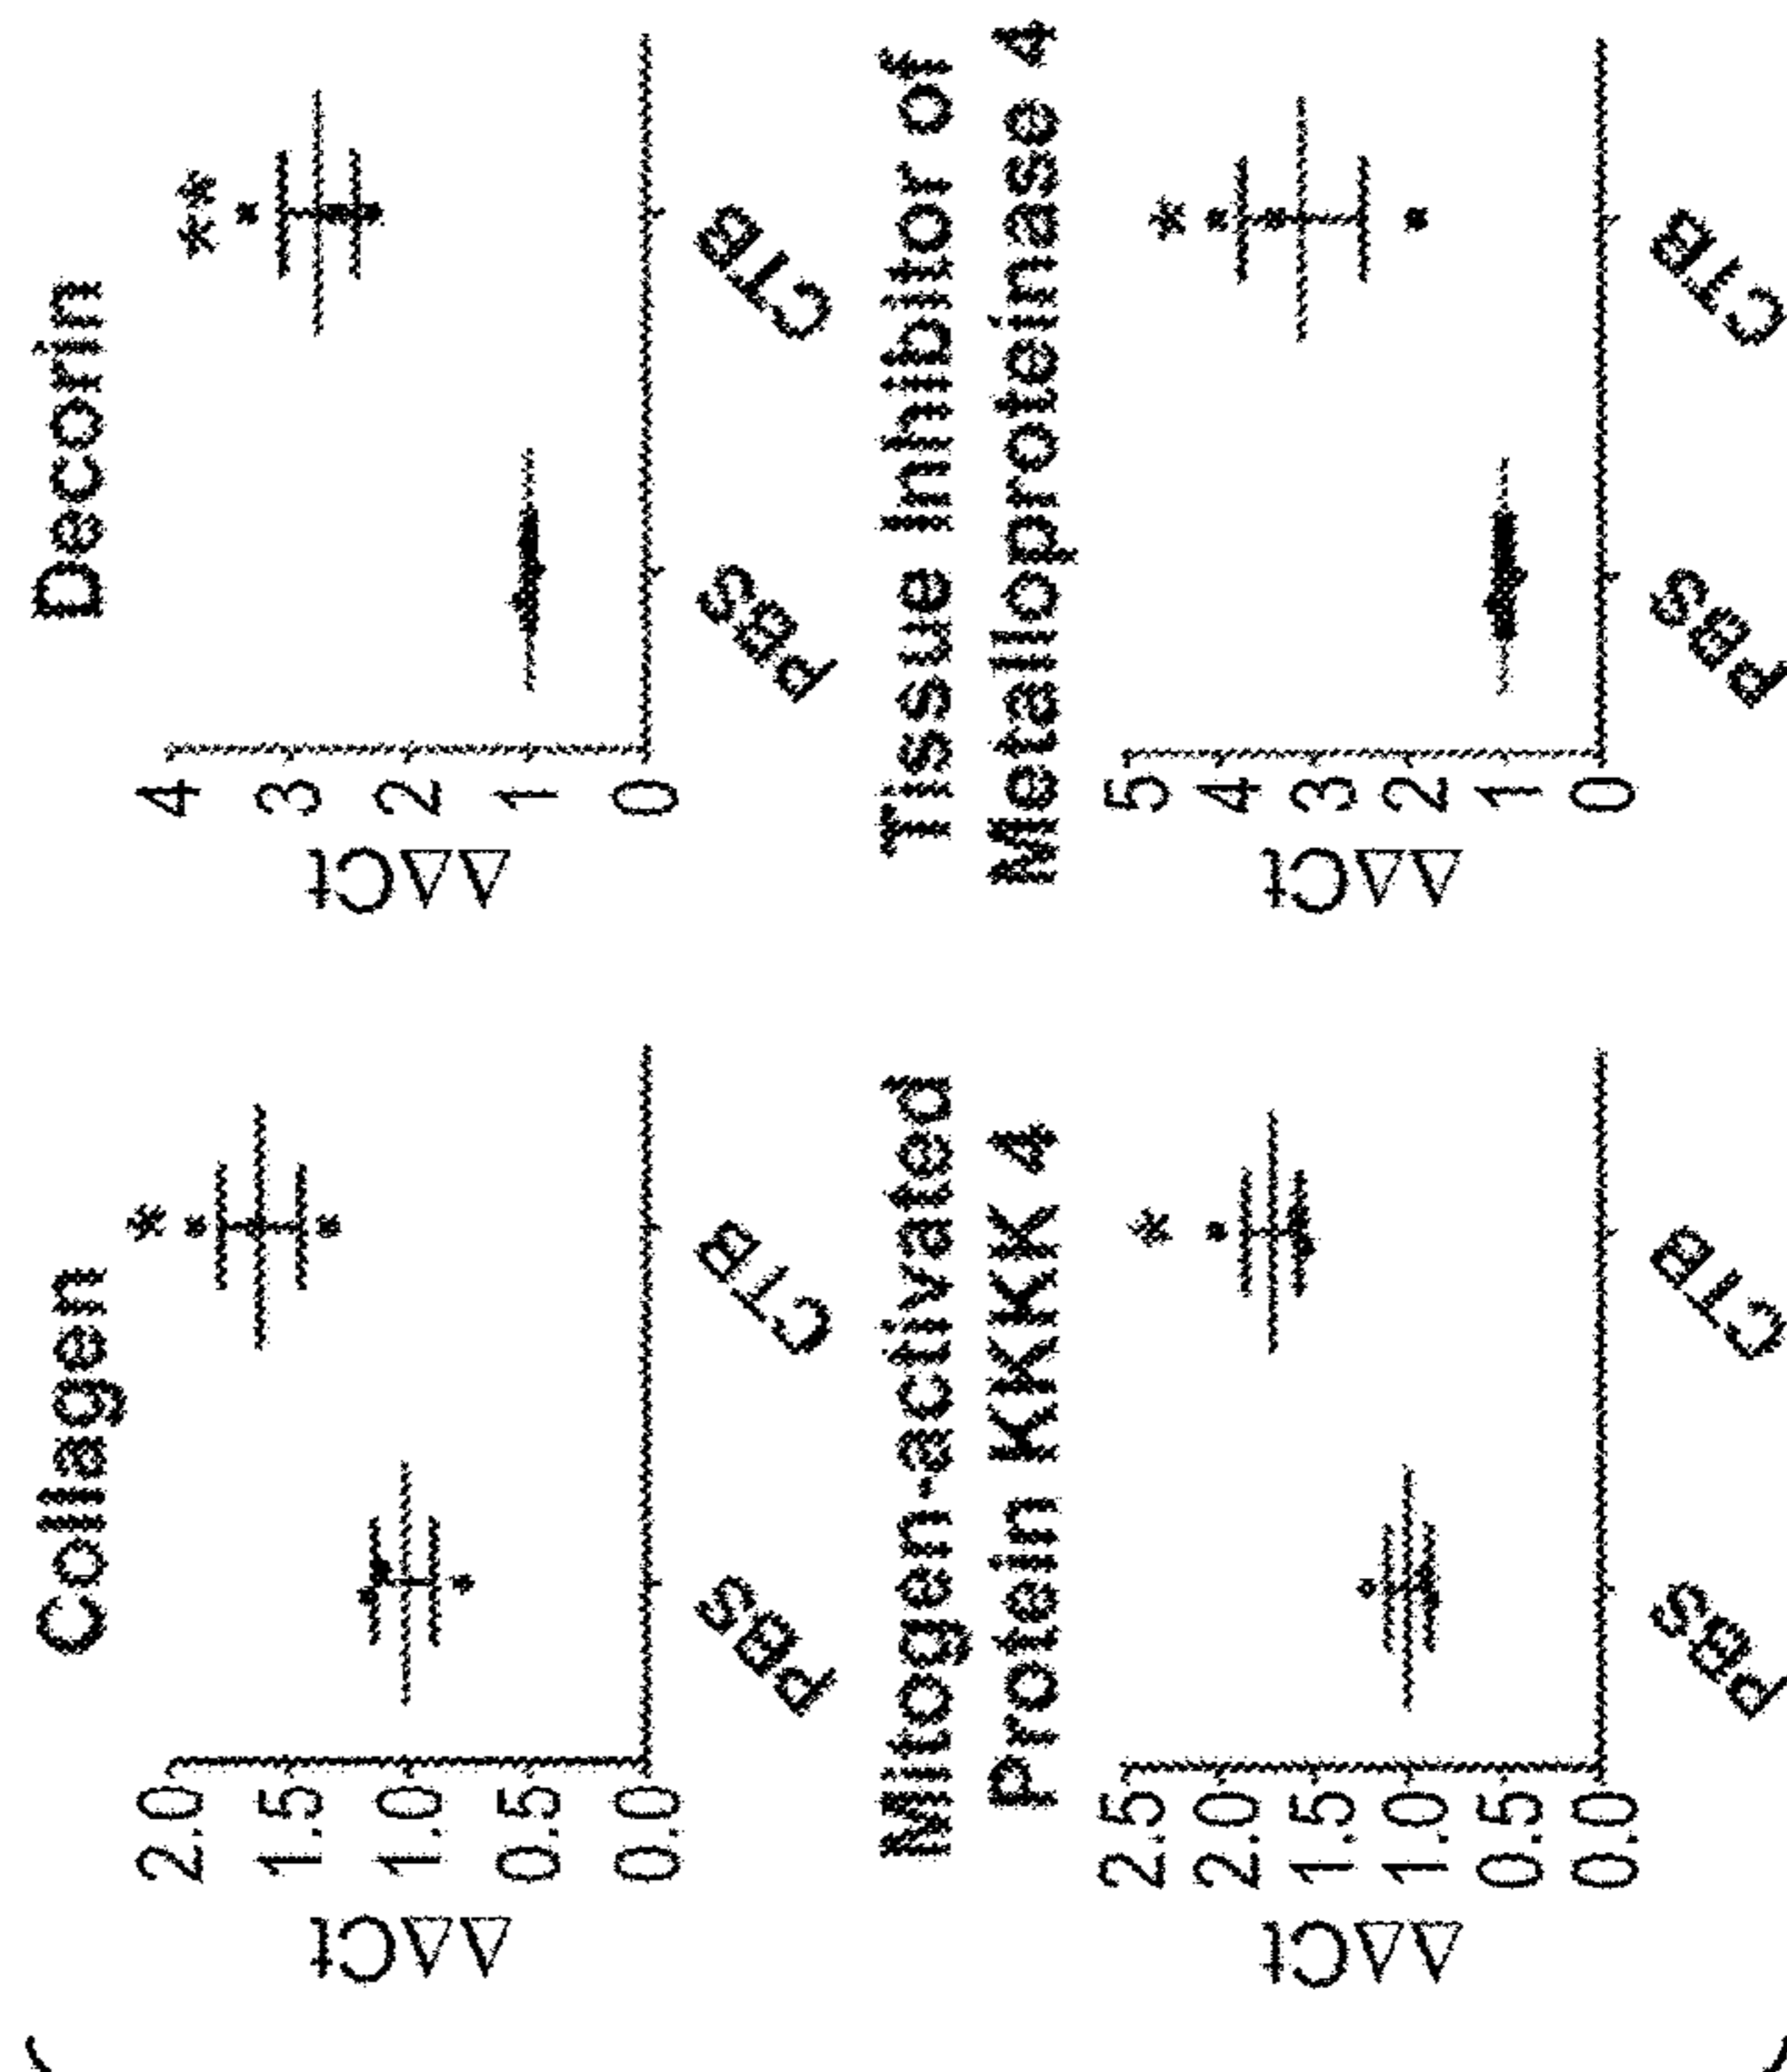 Collagen
ΔΔCt
2.0
1.5
1.0
0.5
0.0
*
PBS
CTB
Decorin
ΔΔCt
4
3
2
1
0
**
PBS
CTB
Mitogen-activated
Protein KKKK 4
ΔΔCt
2.5
2.0
1.5
1.0
0.5
0.0
*
PBS
CTB
Tissue Inhibitor of
Metalloproteinase 4
ΔΔCt
5
4
3
2
1
0
*
PBS
CTB